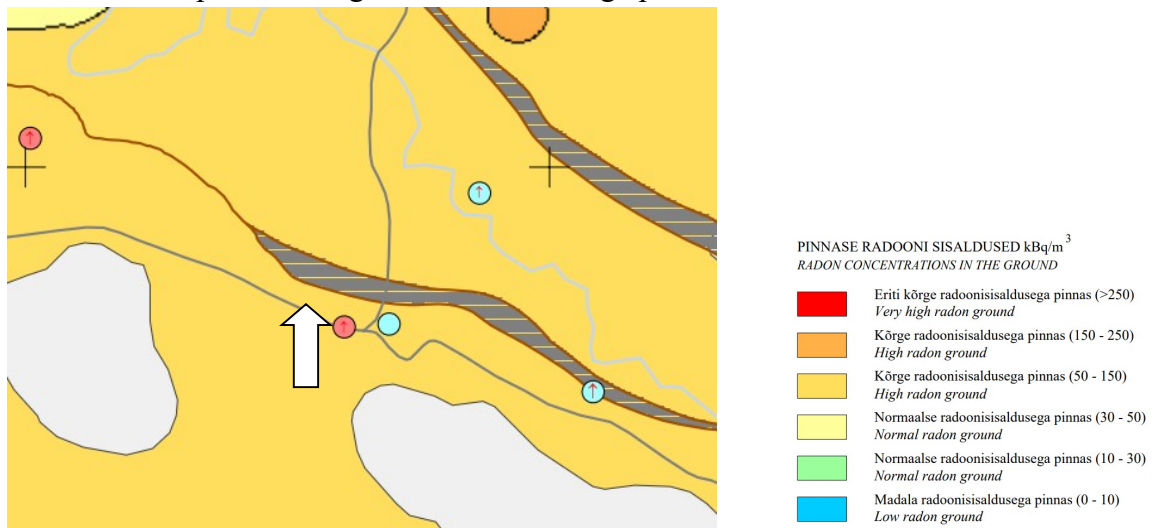 PINNASE RADOONI SISALDUSED kBq/m³
RADON CONCENTRATIONS IN THE GROUND
Eriti kõrge radoonisisaldusega pinnas (>250)
Very high radon ground
Kõrge radoonisisaldusega pinnas (150 - 250)
High radon ground
Kõrge radoonisisaldusega pinnas (50 - 150)
High radon ground
Normaalse radoonisisaldusega pinnas (30 - 50)
Normal radon ground
Normaalse radoonisisaldusega pinnas (10 - 30)
Normal radon ground
Madala radoonisisaldusega pinnas (0 - 10)
Low radon ground